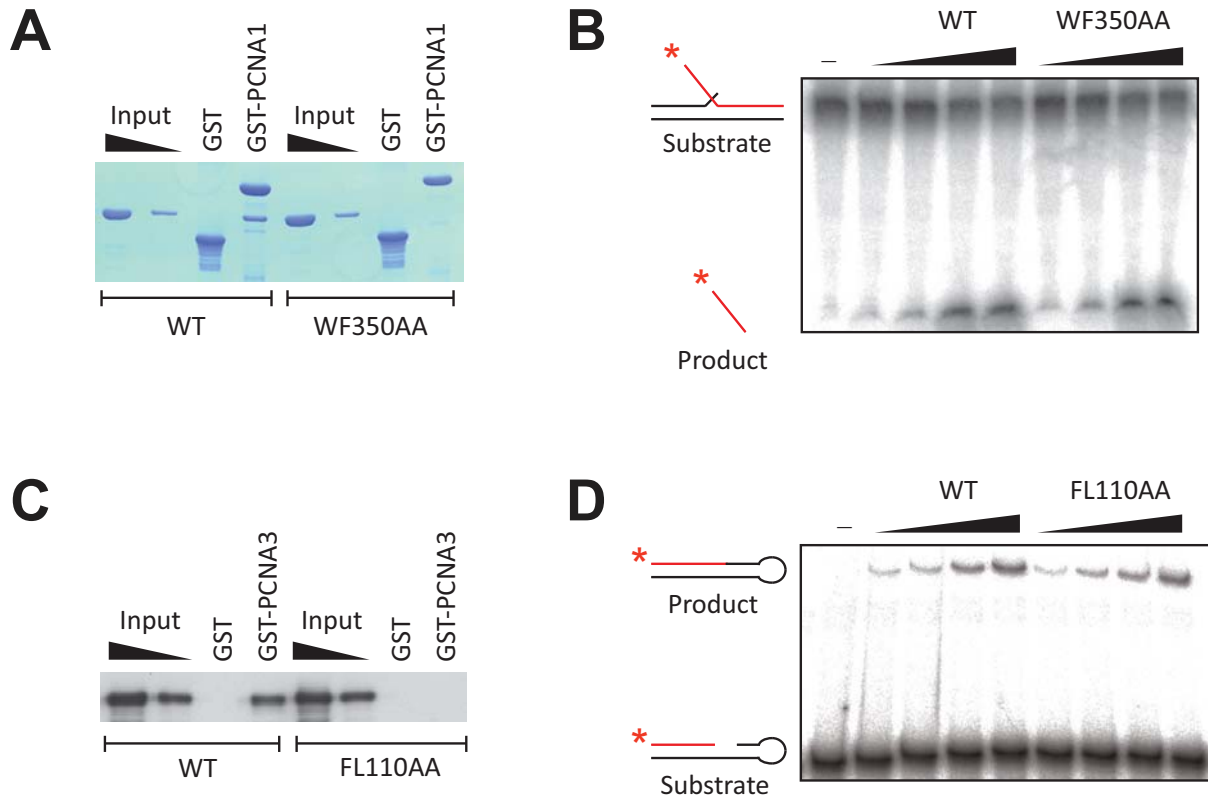 A
Input
GST
GST-PCNA1
Input
GST
GST-PCNA1
WT
WF350AA
B
WT
WF350AA
–
*
Substrate
*
Product
C
Input
GST
GST-PCNA3
Input
GST
GST-PCNA3
WT
FL110AA
D
WT
FL110AA
–
*
Product
*
Substrate